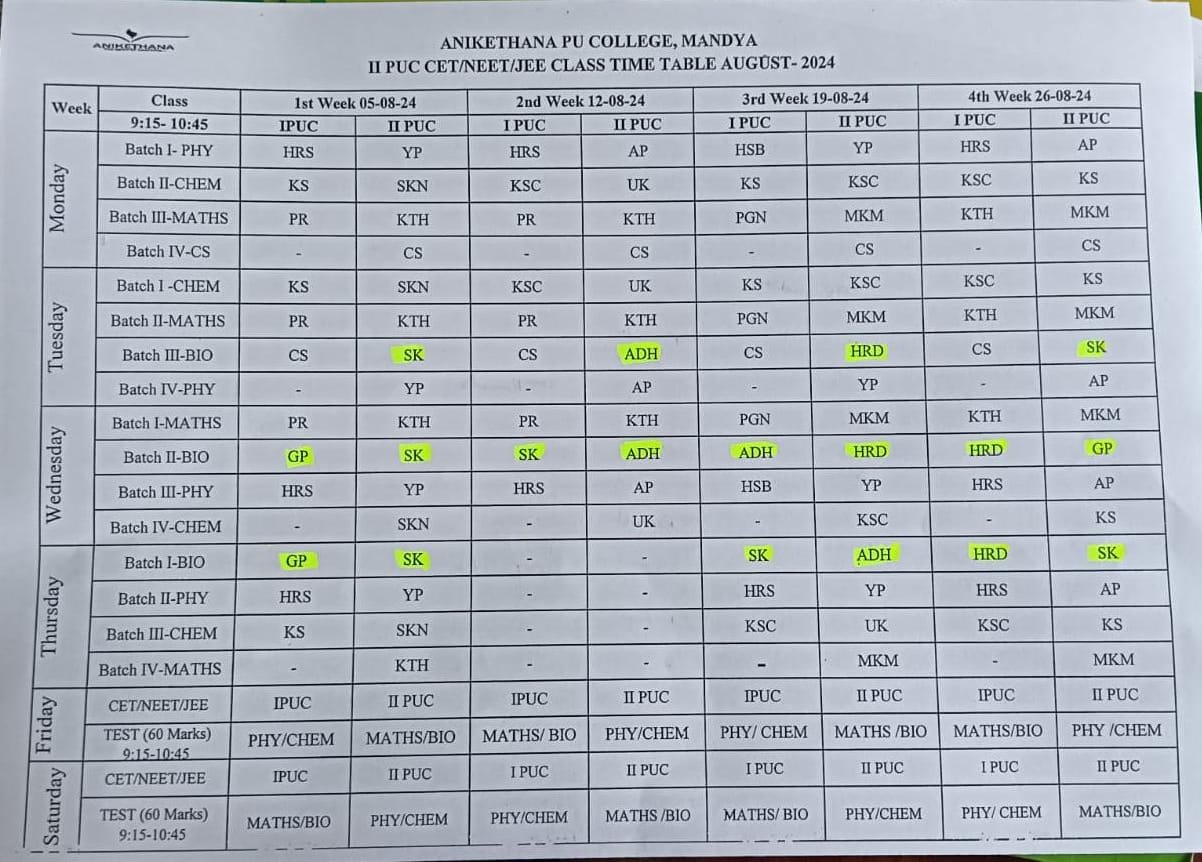 ANIKETHANA
ANIKETHANA PU COLLEGE, MANDYA
II PUC CET/NEET/JEE CLASS TIME TABLE AUGUST- 2024
Week Class 1st Week 05-08-24 2nd Week 12-08-24 3rd Week 19-08-24 4th Week 26-08-24
9:15- 10:45 IPUC II PUC I PUC II PUC I PUC II PUC I PUC II PUC
Monday
Batch I- PHY HRS YP HRS AP HSB YP HRS AP
Batch II-CHEM KS SKN KSC UK KS KSC KSC KS
Batch III-MATHS PR KTH PR KTH PGN MKM KTH MKM
Batch IV-CS - CS - CS - CS - CS
Tuesday
Batch I -CHEM KS SKN KSC UK KS KSC KSC KS
Batch II-MATHS PR KTH PR KTH PGN MKM KTH MKM
Batch III-BIO CS SK CS ADH CS HRD CS SK
Batch IV-PHY - YP - AP - YP - AP
Wednesday
Batch I-MATHS PR KTH PR KTH PGN MKM KTH MKM
Batch II-BIO GP SK SK ADH ADH HRD HRD GP
Batch III-PHY HRS YP HRS AP HSB YP HRS AP
Batch IV-CHEM - SKN - UK - KSC - KS
Thursday
Batch I-BIO GP SK - - SK ADH HRD SK
Batch II-PHY HRS YP - - HRS YP HRS AP
Batch III-CHEM KS SKN - - KSC UK KSC KS
Batch IV-MATHS - KTH - - - MKM - MKM
Friday
CET/NEET/JEE IPUC II PUC IPUC II PUC IPUC II PUC IPUC II PUC
TEST (60 Marks) PHY/CHEM MATHS/BIO MATHS/ BIO PHY/CHEM PHY/ CHEM MATHS /BIO MATHS/BIO PHY /CHEM
9:15-10:45
Saturday
CET/NEET/JEE IPUC II PUC I PUC II PUC I PUC II PUC I PUC II PUC
TEST (60 Marks) MATHS/BIO PHY/CHEM PHY/CHEM MATHS /BIO MATHS/ BIO PHY/CHEM PHY/ CHEM MATHS/BIO
9:15-10:45